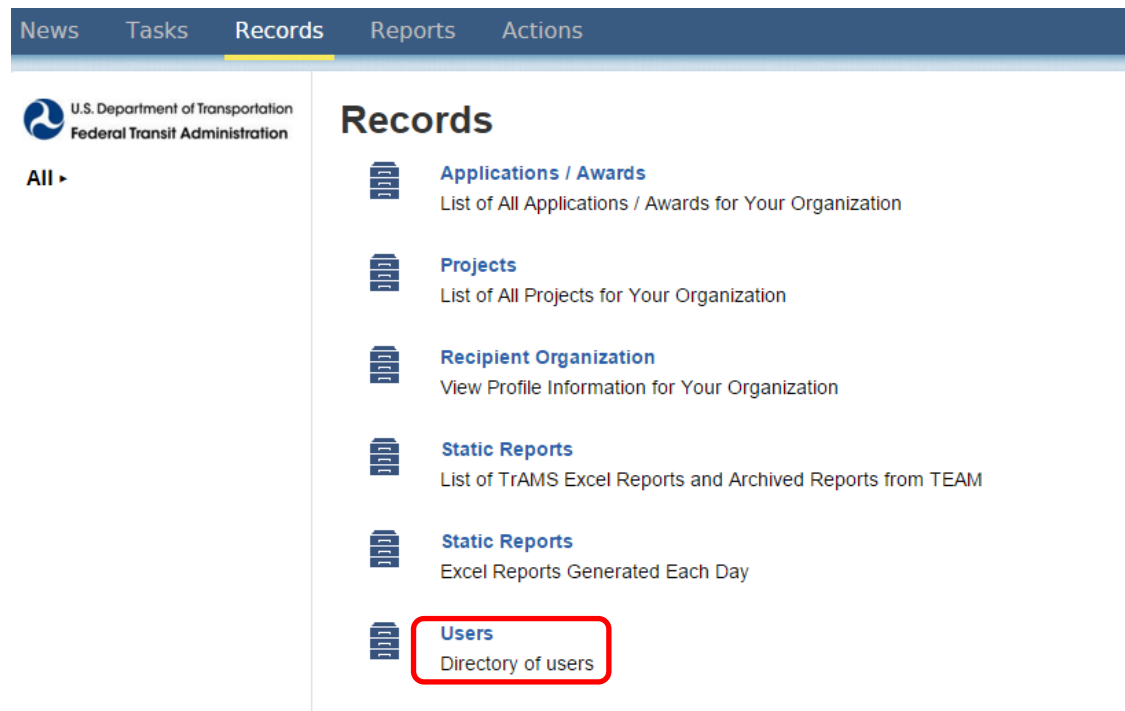 News Tasks Records Reports Actions
U.S. Department of Transportation
Federal Transit Administration
All ▸
Records
Applications / Awards
List of All Applications / Awards for Your Organization
Projects
List of All Projects for Your Organization
Recipient Organization
View Profile Information for Your Organization
Static Reports
List of TrAMS Excel Reports and Archived Reports from TEAM
Static Reports
Excel Reports Generated Each Day
Users
Directory of users